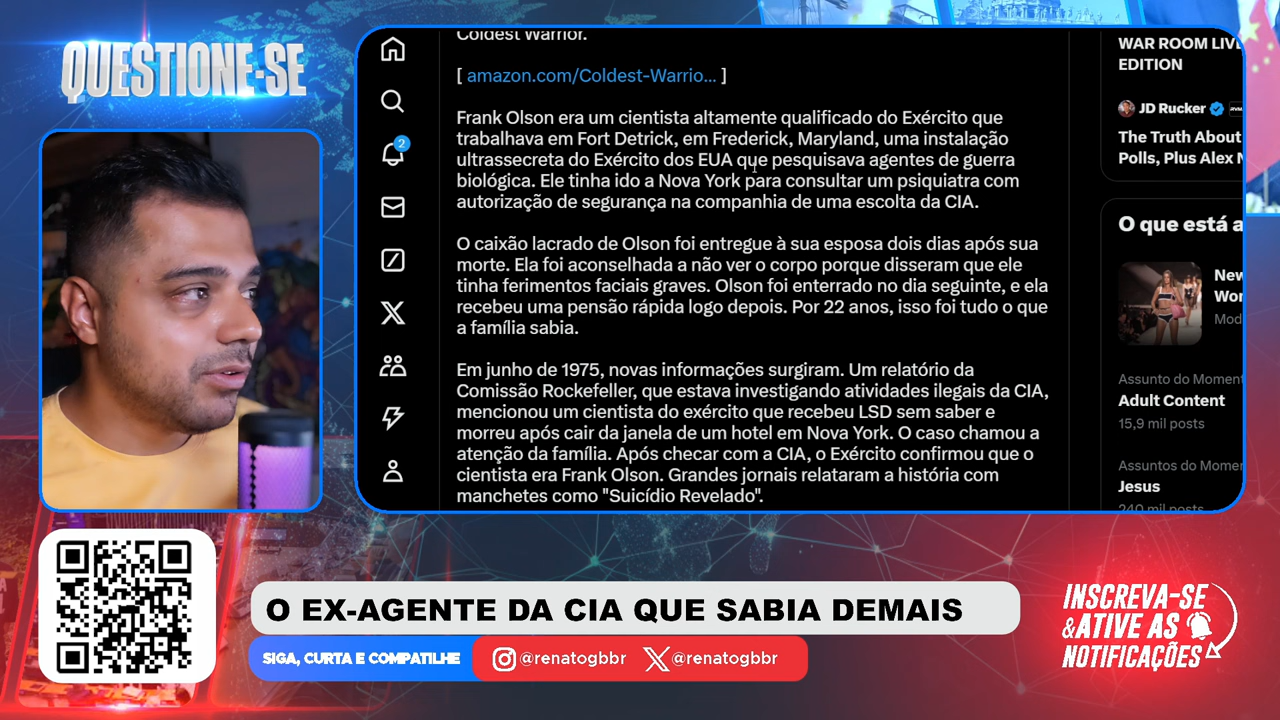 QUESTIONE-SE
Coldest Warrior.
[ amazon.com/Coldest-Warrio... ]
Frank Olson era um cientista altamente qualificado do Exército que
trabalhava em Fort Detrick, em Frederick, Maryland, uma instalação
ultrassecreta do Exército dos EUA que pesquisava agentes de guerra
biológica. Ele tinha ido a Nova York para consultar um psiquiatra com
autorização de segurança na companhia de uma escolta da CIA.
O caixão lacrado de Olson foi entregue à sua esposa dois dias após sua
morte. Ela foi aconselhada a não ver o corpo porque disseram que ele
tinha ferimentos faciais graves. Olson foi enterrado no dia seguinte, e ela
recebeu uma pensão rápida logo depois. Por 22 anos, isso foi tudo o que
a família sabia.
Em junho de 1975, novas informações surgiram. Um relatório da
Comissão Rockefeller, que estava investigando atividades ilegais da CIA,
mencionou um cientista do exército que recebeu LSD sem saber e
morreu após cair da janela de um hotel em Nova York. O caso chamou a
atenção da família. Após checar com a CIA, o Exército confirmou que o
cientista era Frank Olson. Grandes jornais relataram a história com
manchetes como "Suicídio Revelado".
2
WAR ROOM LIV
EDITION
JD Rucker
The Truth About
Polls, Plus Alex
O que está a
New
Wor
Mod
Assunto do Momen
Adult Content
15,9 mil posts
Assuntos do Momen
Jesus
240 mil posts
O EX-AGENTE DA CIA QUE SABIA DEMAIS
SIGA, CURTA E COMPATILHE
@renatogbbr
@renatogbbr
INSCREVA-SE
&ATIVE AS
NOTIFICAÇÕES